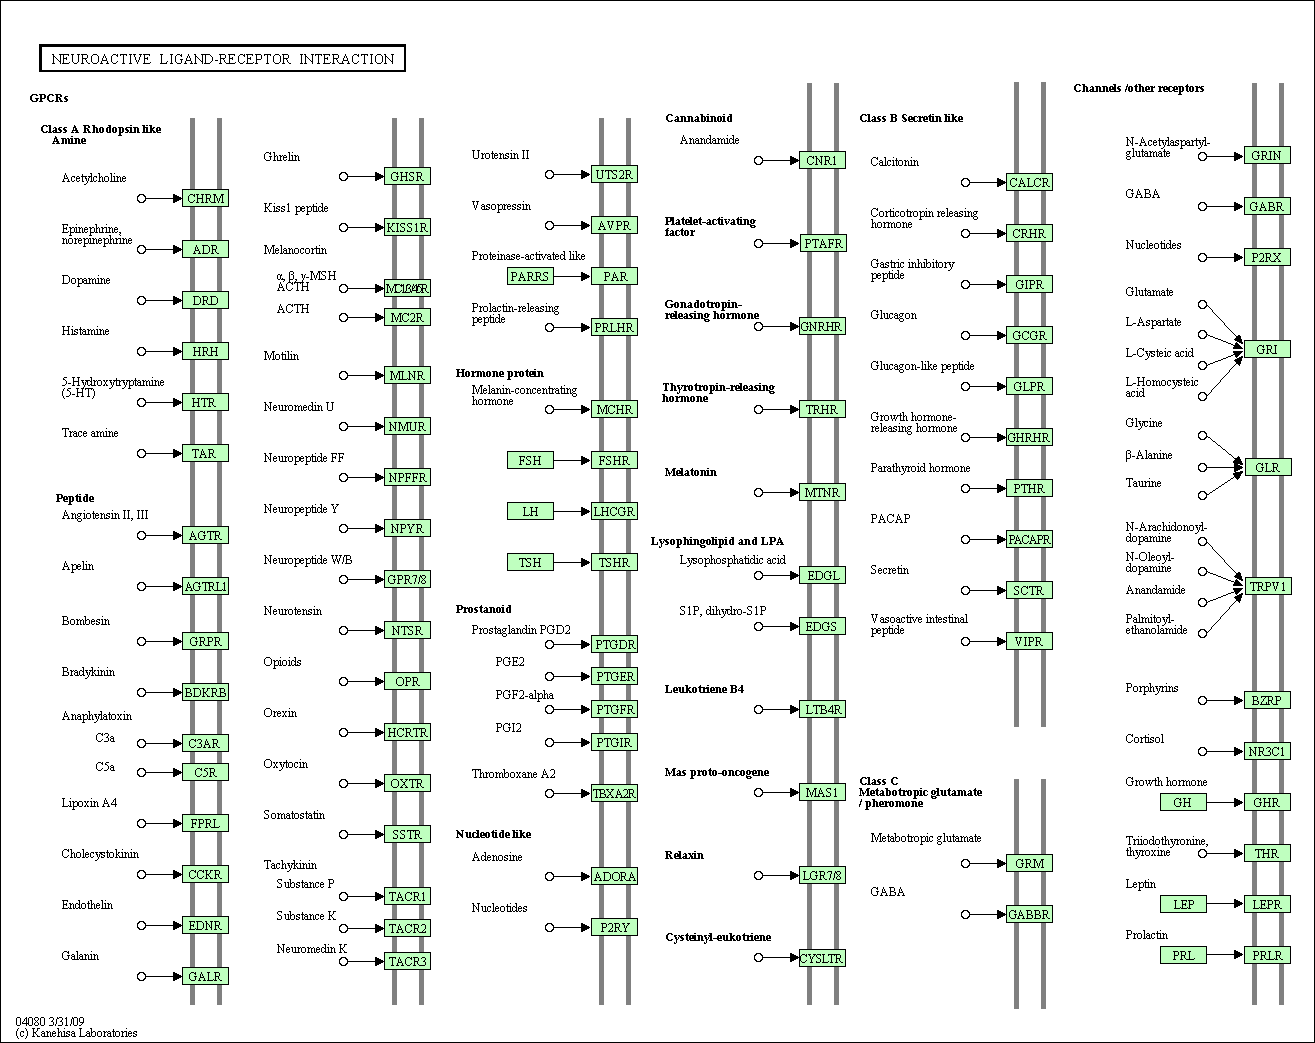 NEUROACTIVE LIGAND-RECEPTOR INTERACTION
GPCRs
Class A Rhodopsin like
Amine
Acetylcholine
CHRM
Epinephrine,
norepinephrine
ADR
Dopamine
DRD
Histamine
HRH
5-Hydroxytryptamine
(5-HT)
HTR
Trace amine
TAR
Peptide
Angiotensin II, III
AGTR
Apelin
AGTRL1
Bombesin
GRPR
Bradykinin
BDKRB
Anaphylatoxin
C3a
C3AR
C5a
C5R
Lipoxin A4
FPRL
Cholecystokinin
CCKR
Endothelin
EDNR
Galanin
GALR
Ghrelin
GHSR
Kiss1 peptide
KISS1R
Melanocortin
α, β, γ-MSH
ACTH
ACTH
MC2R
Motilin
MLNR
Neuromedin U
NMUR
Neuropeptide FF
NPFFR
Neuropeptide Y
NPYR
Neuropeptide W/B
GPR7/8
Neurotensin
NTSR
Opioids
OPR
Orexin
HCRTR
Oxytocin
OXTR
Somatostatin
SSTR
Tachykinin
Substance P
TACR1
Substance K
TACR2
Neuromedin K
TACR3
Urotensin II
UTS2R
Vasopressin
AVPR
Proteinase-activated like
PARRS
PAR
Prolactin-releasing
peptide
PRLHR
Hormone protein
Melanin-concentrating
hormone
MCHR
FSH
FSHR
LH
LHCGR
TSH
TSHR
Prostanoid
Prostaglandin PGD2
PTGDR
PGE2
PTGER
PGF2-alpha
PTGFR
PGI2
PTGIR
Thromboxane A2
TBXA2R
Nucleotide like
Adenosine
ADORA
Nucleotides
P2RY
Cannabinoid
Anandamide
CNR1
Platelet-activating
factor
PTAFR
Gonadotropin-
releasing hormone
GNRHR
Thyrotropin-releasing
hormone
TRHR
Melatonin
MTNR
Lysophingolipid and LPA
Lysophosphatidic acid
EDGL
S1P, dihydro-S1P
EDGS
Leukotriene B4
LTB4R
Mas proto-oncogene
MAS1
Relaxin
LGR7/8
Cysteinyl-eukotriene
CYSLTR
Class B Secretin like
Calcitonin
CALCR
Corticotropin releasing
hormone
CRHR
Gastric inhibitory
peptide
GIPR
Glucagon
GCGR
Glucagon-like peptide
GLPR
Growth hormone-
releasing hormone
GHRHR
Parathyroid hormone
PTHR
PACAP
PACAPR
Secretin
SCTR
Vasoactive intestinal
peptide
VIPR
Class C
Metabotropic glutamate
/ pheromone
Metabotropic glutamate
GRM
GABA
GABBR
Channels /other receptors
N-Acetylaspartyl-
glutamate
GRIN
GABA
GABR
Nucleotides
P2RX
Glutamate
L-Aspartate
L-Cysteic acid
L-Homocysteic
acid
GRI
Glycine
β-Alanine
Taurine
GLR
N-Arachidonoyl-
dopamine
N-Oleoyl-
dopamine
Anandamide
Palmitoyl-
ethanolamide
TRPV1
Porphyrins
BZRP
Cortisol
NR3C1
Growth hormone
GH
GHR
Triiodothyronine,
thyroxine
THR
Leptin
LEP
LEPR
Prolactin
PRL
PRLR
04080 3/31/09
(c) Kanehisa Laboratories